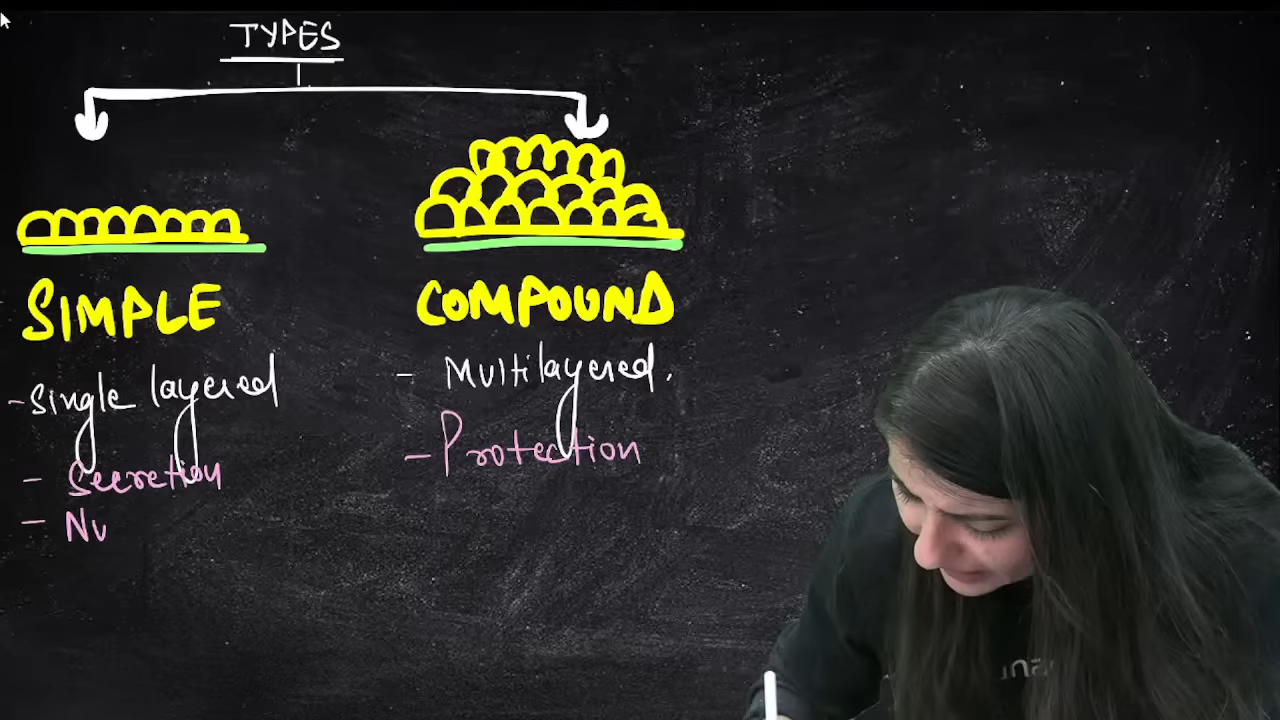 TYPES
SIMPLE
- Single layered
- Secretion
- Nu
COMPOUND
- Multilayered.
- Protection